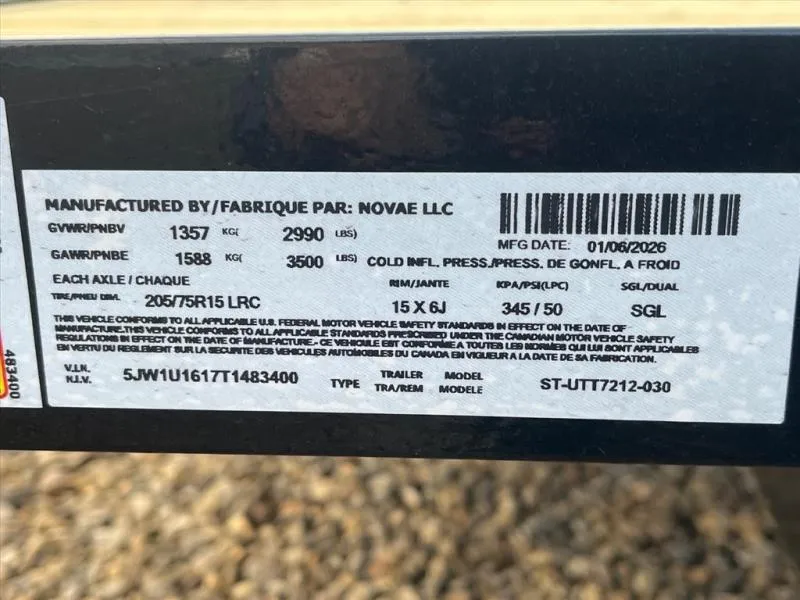 MANUFACTURED BY/FABRIQUE PAR: NOVAE LLC
GVWR/PNBV 1357 KG( 2990 LBS)
MFG DATE: 01/06/2026
GAWR/PNBE 1588 KG( 3500 LBS) COLD INFL. PRESS./PRESS. DE GONFL. A FROID
EACH AXLE / CHAQUE RIM/JANTE KPA/PSI(LPC) SGL/DUAL
TIRE/PNEU DIM. 205/75R15 LRC 15 X 6J 345 / 50 SGL
THIS VEHICLE CONFORMS TO ALL APPLICABLE U.S. FEDERAL MOTOR VEHICLE SAFETY STANDARDS IN EFFECT ON THE DATE OF
MANUFACTURE.THIS VEHICLE CONFORMS TO ALL APPLICABLE STANDARDS PRESCRIBED UNDER THE CANADIAN MOTOR VEHICLE SAFETY
REGULATIONS IN EFFECT ON THE DATE OF MANUFACTURE.- CE VEHICULE EST CONFORME A TOUTES LES NORMES QUI LUI SONT APPLICABLES
EN VERTU DU REGLEMENT SUR LA SECURITE DES VEHICULES AUTOMOBILES DU CANADA EN VIGUEUR A LA DATE DE SA FABRICATION.
V.I.N. 5JW1U1617T1483400 TYPE TRAILER MODEL ST-UTT7212-030
N.I.V. TRA/REM MODELE
483400